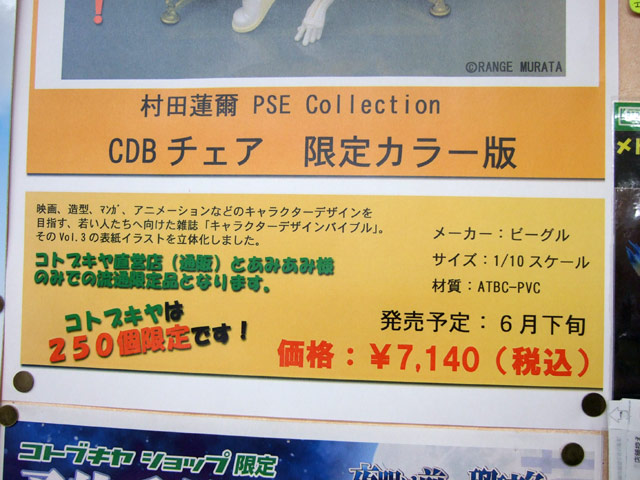 ©RANGE MURATA
村田蓮爾 PSE Collection
CDBチェア 限定カラー版
映画、造型、マンガ、アニメーションなどのキャラクターデザインを
目指す、若い人たちへ向けた雑誌「キャラクターデザインバイブル」。
そのVol.3の表紙イラストを立体化しました。
コトブキヤ直営店（通販）とあみあみ様
のみでの流通限定品となります。
コトブキヤは
250個限定です！
メーカー：ビーグル
サイズ：1/10スケール
材質：ATBC-PVC
発売予定：6月下旬
価格：￥7,140（税込）
コトブキヤ ショップ 限定